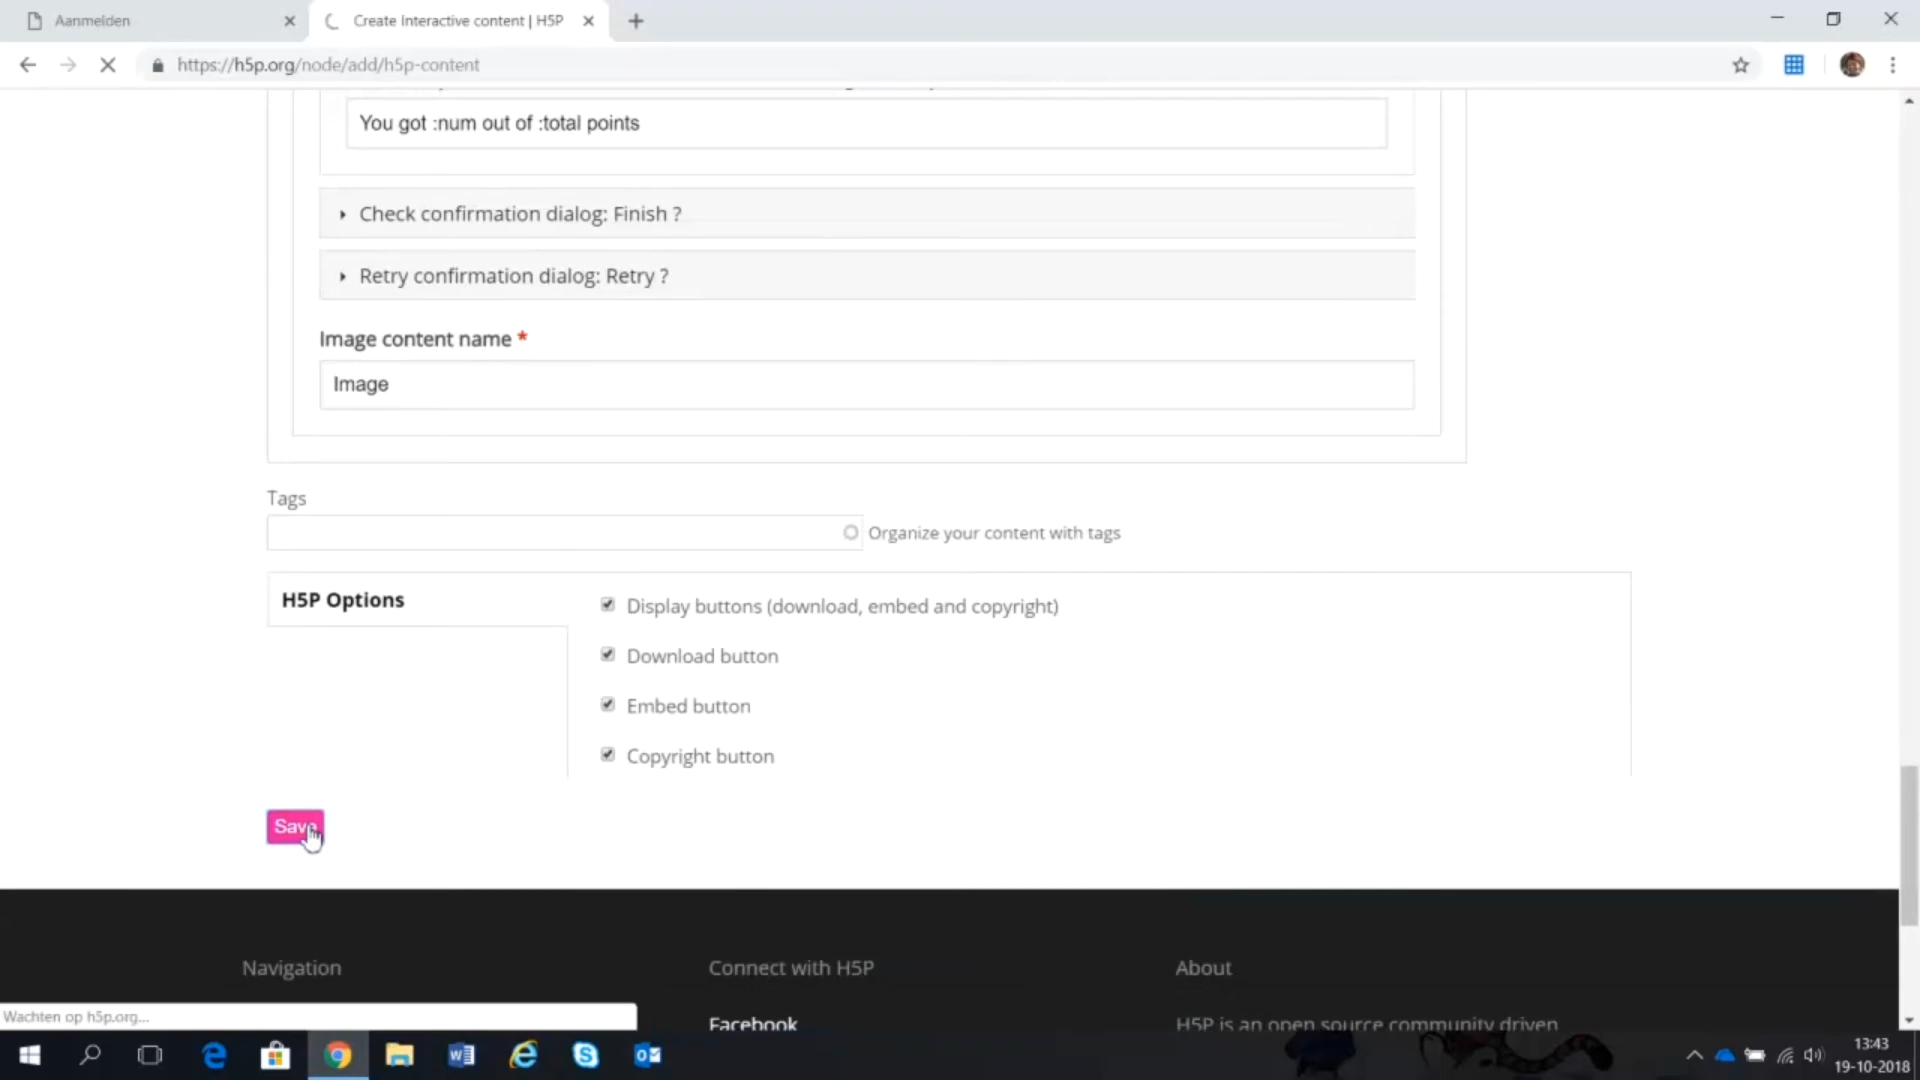 Aanmelden
Create Interactive content | H5P
https://h5p.org/node/add/h5p-content
You got :num out of :total points
Check confirmation dialog: Finish ?
Retry confirmation dialog: Retry ?
Image content name *
Image
Tags
Organize your content with tags
H5P Options
Display buttons (download, embed and copyright)
Download button
Embed button
Copyright button
Save
Navigation
Connect with H5P
About
Wachten op h5p.org...
Facebook
H5P is an open source community driven
13:43
19-10-2018